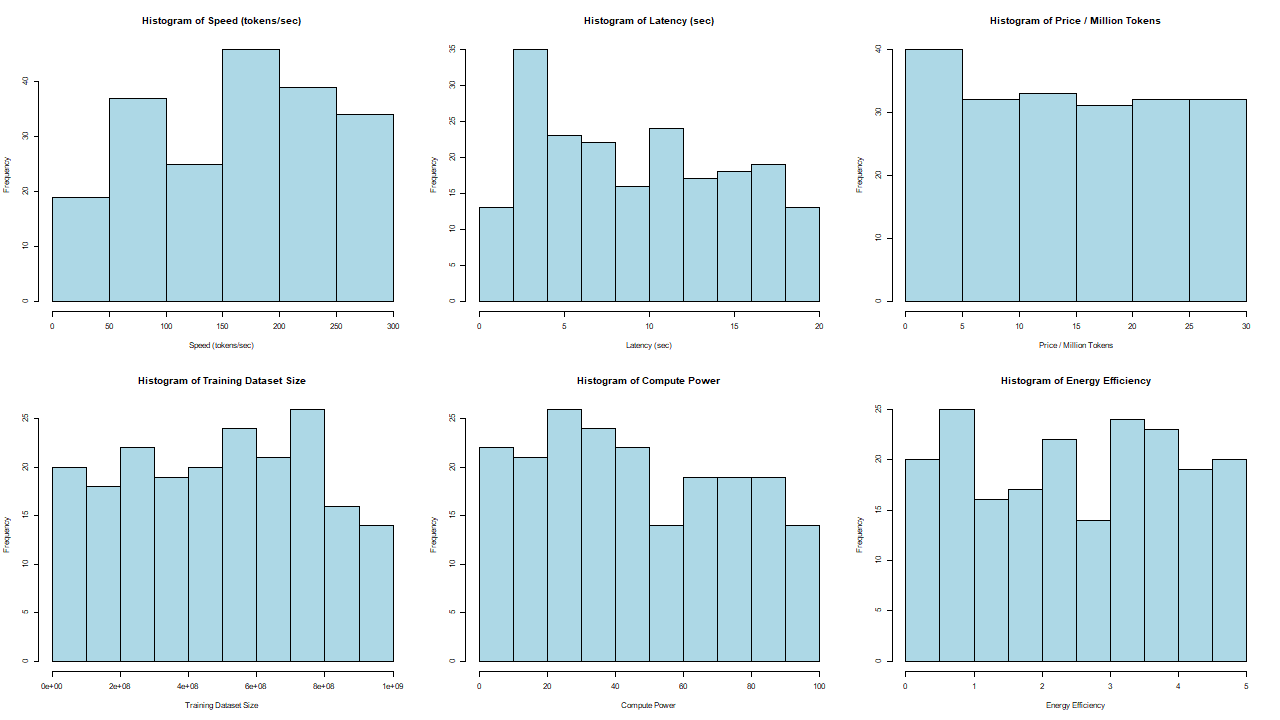 Histogram of Speed (tokens/sec)
Frequency
0 10 20 30 40
0 50 100 150 200 250 300
Speed (tokens/sec)
Histogram of Latency (sec)
Frequency
0 5 10 15 20 25 30 35
0 5 10 15 20
Latency (sec)
Histogram of Price / Million Tokens
Frequency
0 10 20 30 40
0 5 10 15 20 25 30
Price / Million Tokens
Histogram of Training Dataset Size
Frequency
0 5 10 15 20 25
0e+00 2e+08 4e+08 6e+08 8e+08 1e+09
Training Dataset Size
Histogram of Compute Power
Frequency
0 5 10 15 20 25
0 20 40 60 80 100
Compute Power
Histogram of Energy Efficiency
Frequency
0 5 10 15 20 25
0 1 2 3 4 5
Energy Efficiency